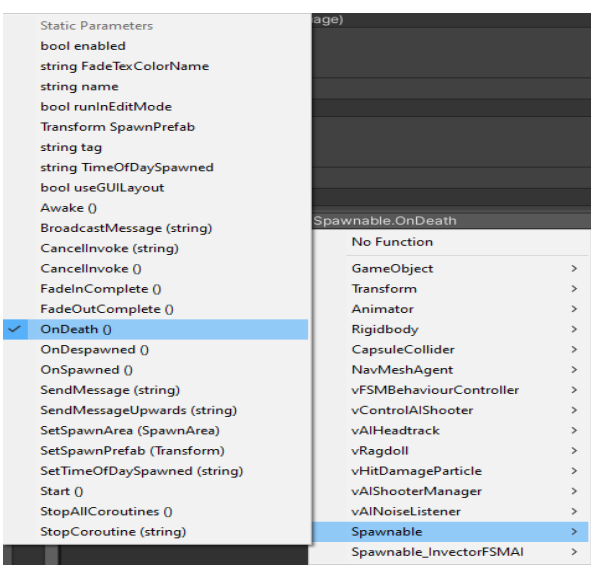 Static Parameters
bool enabled
string FadeTexColorName
string name
bool runInEditMode
Transform SpawnPrefab
string tag
string TimeOfDaySpawned
bool useGUILayout
Awake ()
BroadcastMessage (string)
CancelInvoke (string)
CancelInvoke ()
FadeInComplete ()
FadeOutComplete ()
OnDeath ()
OnDespawned ()
OnSpawned ()
SendMessage (string)
SendMessageUpwards (string)
SetSpawnArea (SpawnArea)
SetSpawnPrefab (Transform)
SetTimeOfDaySpawned (string)
Start ()
StopAllCoroutines ()
StopCoroutine (string)
age)
Spawnable.OnDeath
No Function
GameObject >
Transform >
Animator >
Rigidbody >
CapsuleCollider >
NavMeshAgent >
vFSMBehaviourController >
vControlAIShooter >
vAIHeadtrack >
vRagdoll >
vHitDamageParticle >
vAIShooterManager >
vAINoiseListener >
Spawnable >
Spawnable_InvectorFSMAI >